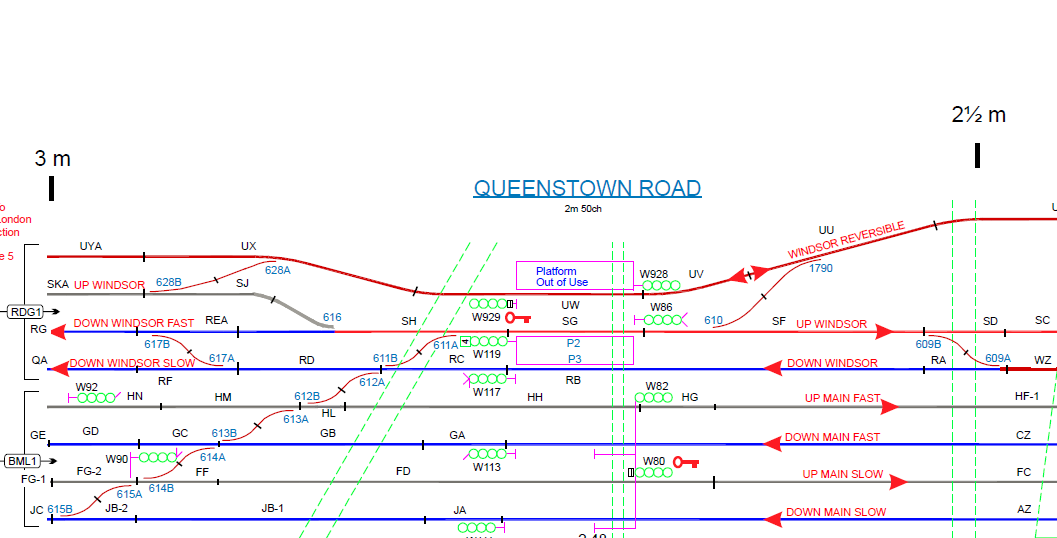 2½ m
3 m
QUEENSTOWN ROAD
2m 50ch
o
London
ction
e 5
UYA
UX
UU
WINDSOR REVERSIBLE
U
628A
628B
SKA
UP WINDSOR
SJ
Platform
Out of Use
W928
UV
1790
RDG1
W929
UW
W86
RG
DOWN WINDSOR FAST
REA
616
SH
SG
610
SF
UP WINDSOR
SD
SC
617B
611A
4
W119
P2
609B
QA
DOWN WINDSOR SLOW
617A
RD
611B
RC
P3
DOWN WINDSOR
RA
609A
WZ
RF
612A
W117
RB
W92
HN
HM
612B
HH
W82
HG
UP MAIN FAST
HF-1
613A
HL
GE
GD
GC
613B
GB
GA
DOWN MAIN FAST
CZ
BML1
W90
614A
W113
W80
FG-1
FG-2
FF
FD
UP MAIN SLOW
FC
615A
614B
JC
615B
JB-2
JB-1
JA
DOWN MAIN SLOW
AZ